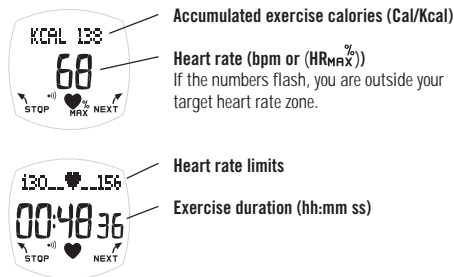 KCAL 138
68
STOP
MAX %
NEXT
Accumulated exercise calories (Cal/Kcal)
Heart rate (bpm or (HRMAX%))
If the numbers flash, you are outside your
target heart rate zone.
130__♥__156
00:48 36
STOP
NEXT
Heart rate limits
Exercise duration (hh:mm ss)